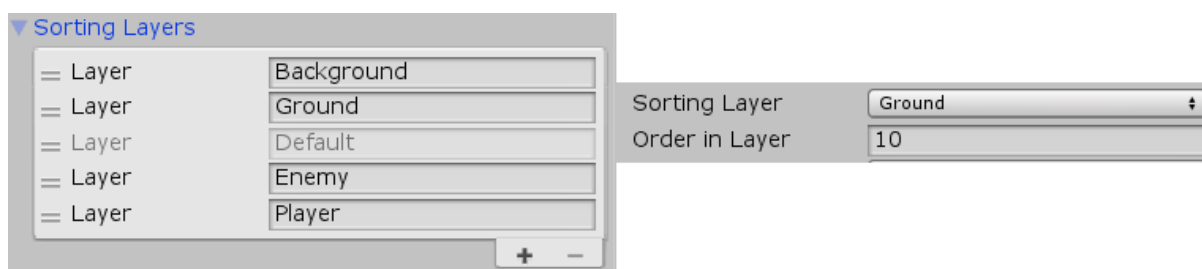 Sorting Layers
Layer Background
Layer Ground
Layer Default
Layer Enemy
Layer Player
+ −
Sorting Layer Ground
Order in Layer 10